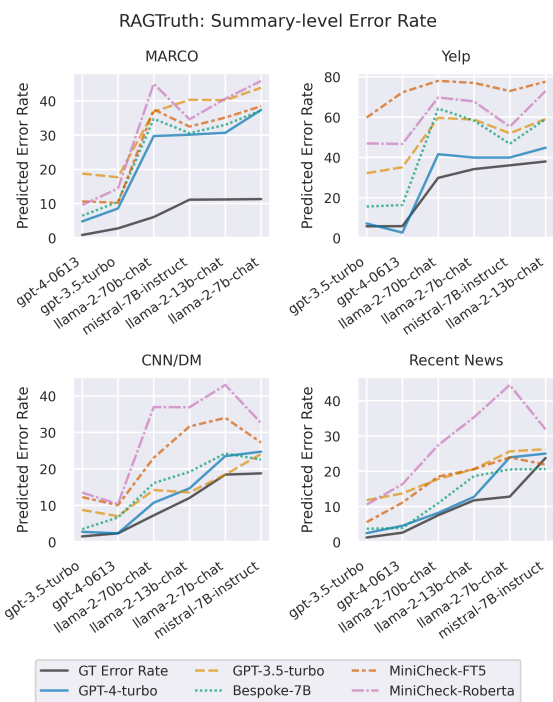 RAGTruth: Summary-level Error Rate
MARCO
Yelp
Predicted Error Rate
40
30
20
10
0
gpt-4-0613
gpt-3.5-turbo
llama-2-70b-chat
mistral-7B-instruct
llama-2-13b-chat
llama-2-7b-chat
Predicted Error Rate
80
60
40
20
0
gpt-3.5-turbo
gpt-4-0613
llama-2-70b-chat
llama-2-7b-chat
mistral-7B-instruct
llama-2-13b-chat
CNN/DM
Recent News
Predicted Error Rate
40
30
20
10
0
gpt-3.5-turbo
gpt-4-0613
llama-2-70b-chat
llama-2-13b-chat
llama-2-7b-chat
mistral-7B-instruct
Predicted Error Rate
40
30
20
10
0
gpt-3.5-turbo
gpt-4-0613
llama-2-70b-chat
llama-2-13b-chat
llama-2-7b-chat
mistral-7B-instruct
GT Error Rate GPT-3.5-turbo MiniCheck-FT5
GPT-4-turbo Bespoke-7B MiniCheck-Roberta